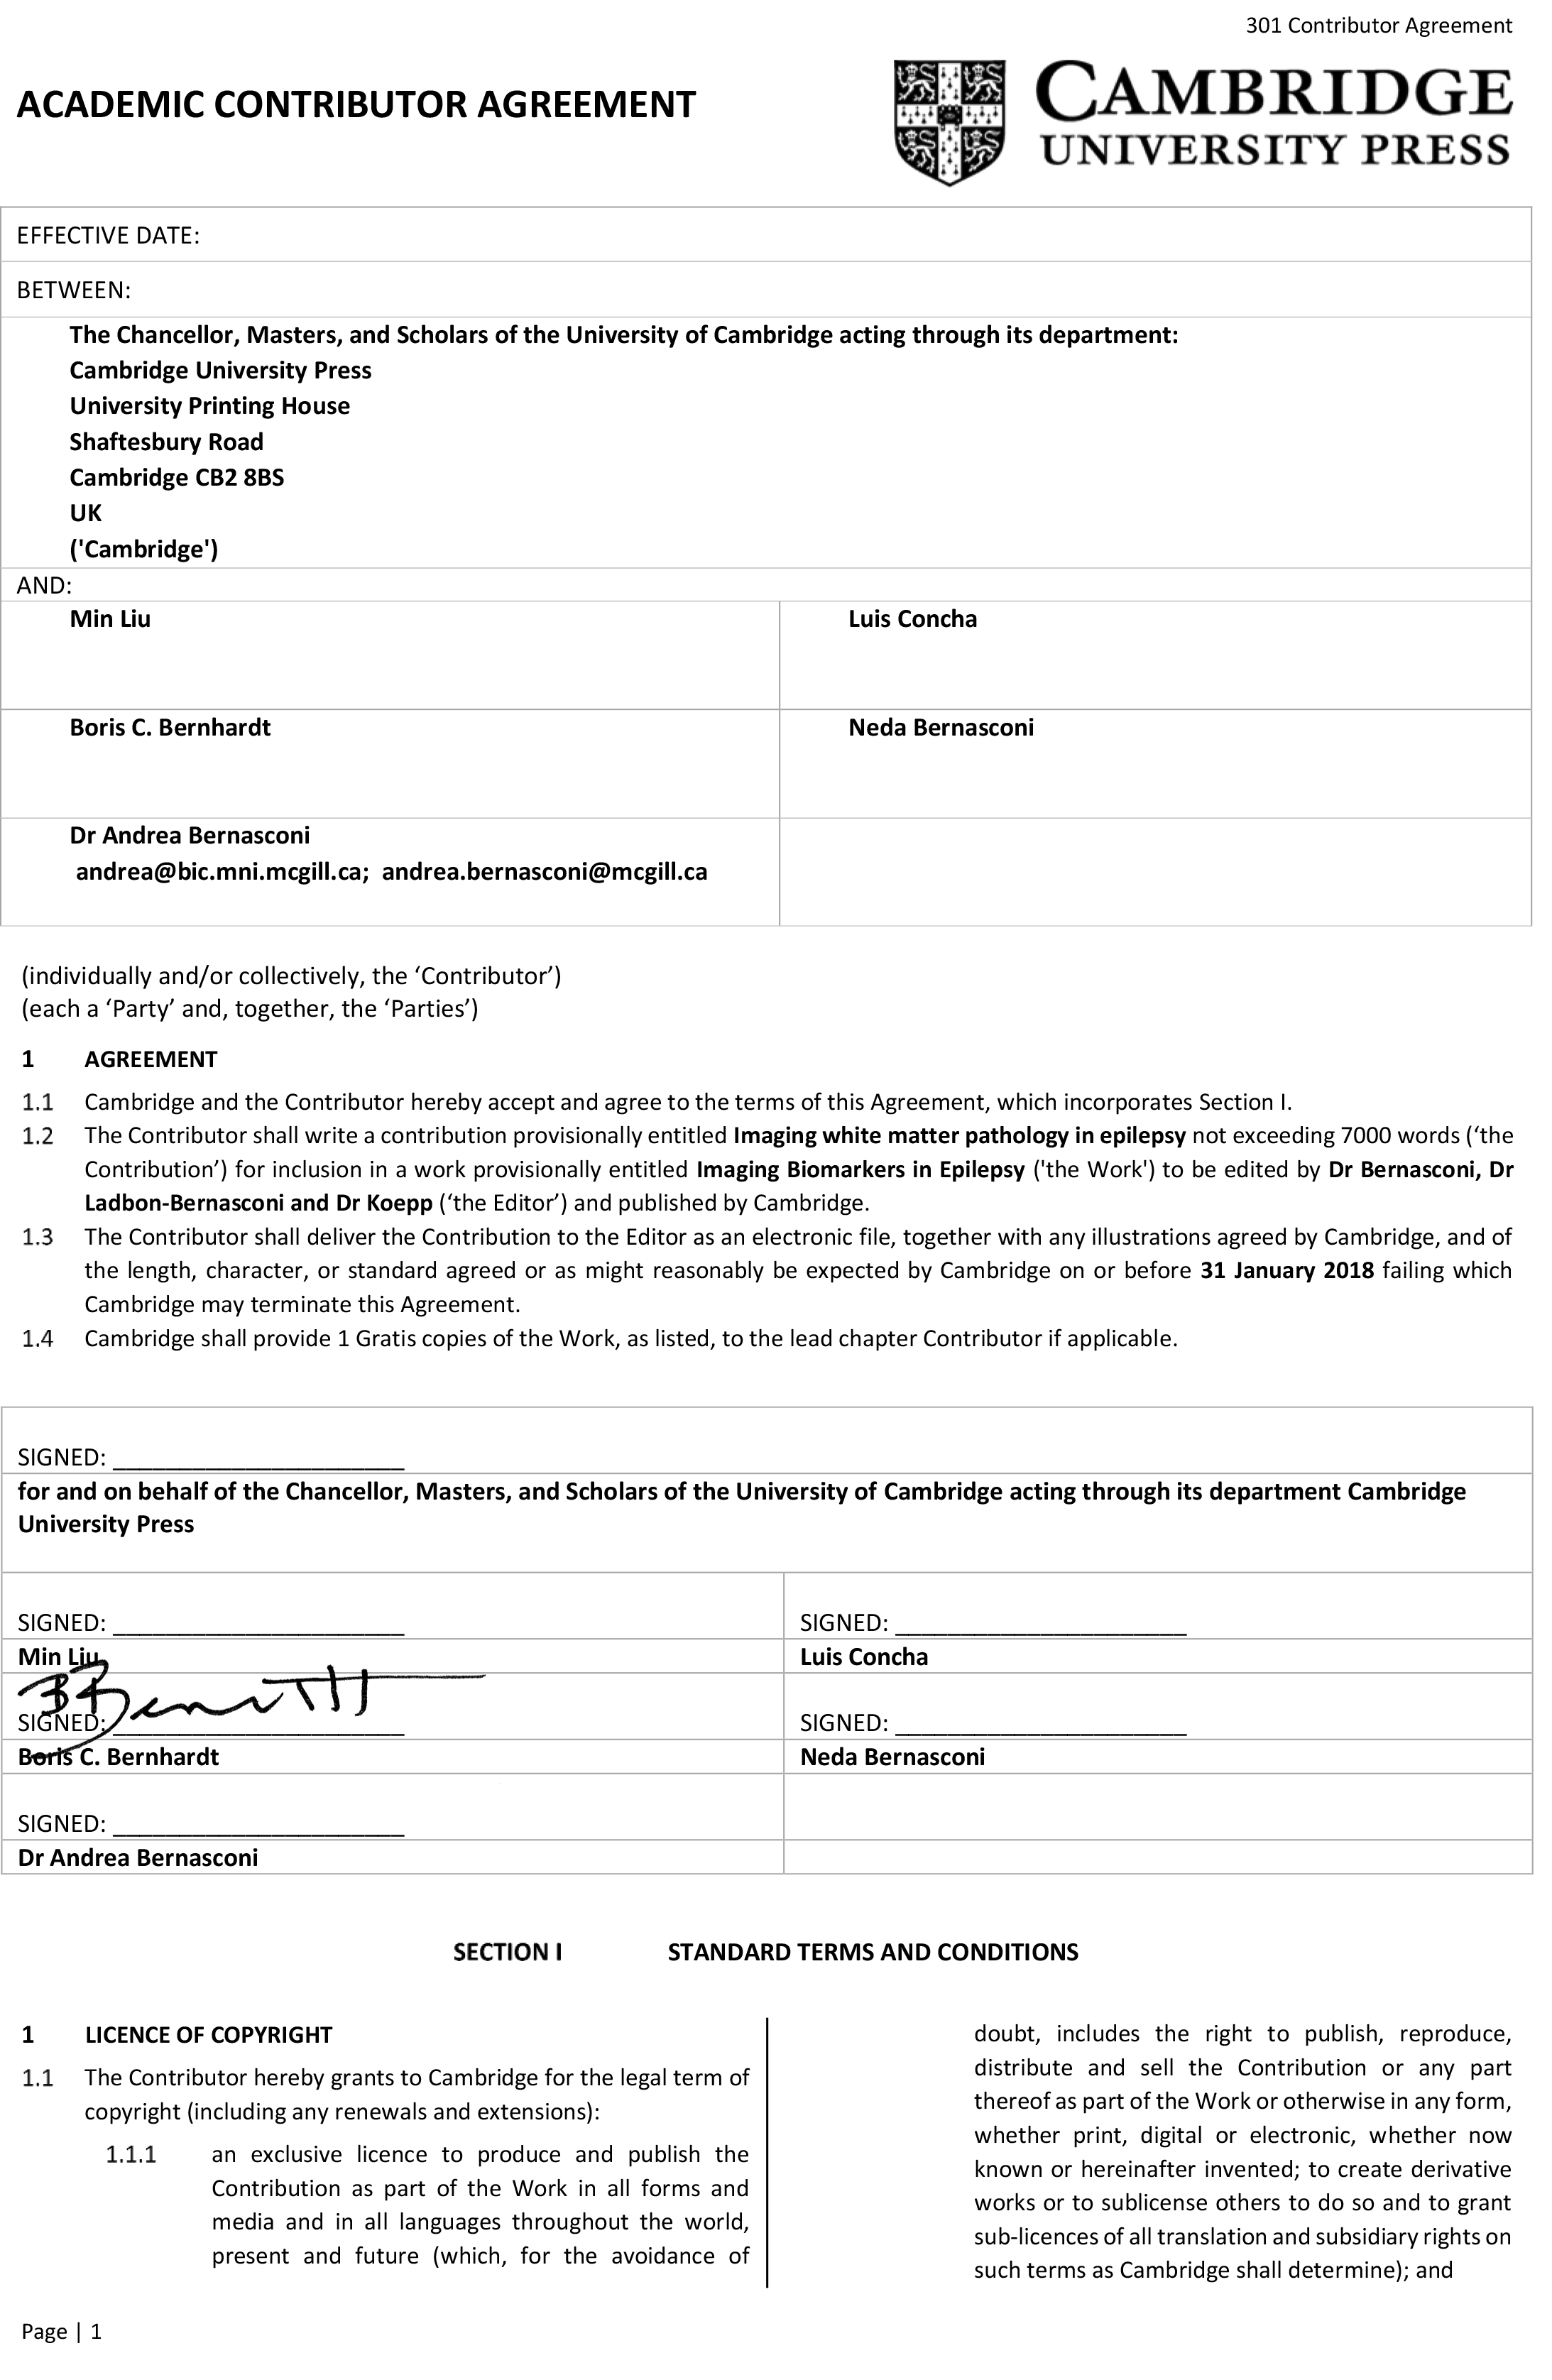 301 Contributor Agreement
ACADEMIC CONTRIBUTOR AGREEMENT
CAMBRIDGE
UNIVERSITY PRESS
EFFECTIVE DATE:
BETWEEN:
The Chancellor, Masters, and Scholars of the University of Cambridge acting through its department:
Cambridge University Press
University Printing House
Shaftesbury Road
Cambridge CB2 8BS
UK
('Cambridge')
AND:
Min Liu
Luis Concha
Boris C. Bernhardt
Neda Bernasconi
Dr Andrea Bernasconi
andrea@bic.mni.mcgill.ca; andrea.bernasconi@mcgill.ca
(individually and/or collectively, the ‘Contributor’)
(each a ‘Party’ and, together, the ‘Parties’)
1 AGREEMENT
1.1 Cambridge and the Contributor hereby accept and agree to the terms of this Agreement, which incorporates Section I.
1.2 The Contributor shall write a contribution provisionally entitled Imaging white matter pathology in epilepsy not exceeding 7000 words (‘the
Contribution’) for inclusion in a work provisionally entitled Imaging Biomarkers in Epilepsy ('the Work') to be edited by Dr Bernasconi, Dr
Ladbon-Bernasconi and Dr Koepp (‘the Editor’) and published by Cambridge.
1.3 The Contributor shall deliver the Contribution to the Editor as an electronic file, together with any illustrations agreed by Cambridge, and of
the length, character, or standard agreed or as might reasonably be expected by Cambridge on or before 31 January 2018 failing which
Cambridge may terminate this Agreement.
1.4 Cambridge shall provide 1 Gratis copies of the Work, as listed, to the lead chapter Contributor if applicable.
SIGNED: ______________________
for and on behalf of the Chancellor, Masters, and Scholars of the University of Cambridge acting through its department Cambridge
University Press
SIGNED: ______________________
SIGNED: ______________________
Min Liu
Luis Concha
SIGNED: ______________________
SIGNED: ______________________
Boris C. Bernhardt
Neda Bernasconi
SIGNED: ______________________
Dr Andrea Bernasconi
SECTION I STANDARD TERMS AND CONDITIONS
1 LICENCE OF COPYRIGHT
1.1 The Contributor hereby grants to Cambridge for the legal term of
copyright (including any renewals and extensions):
1.1.1 an exclusive licence to produce and publish the
Contribution as part of the Work in all forms and
media and in all languages throughout the world,
present and future (which, for the avoidance of
doubt, includes the right to publish, reproduce,
distribute and sell the Contribution or any part
thereof as part of the Work or otherwise in any form,
whether print, digital or electronic, whether now
known or hereinafter invented; to create derivative
works or to sublicense others to do so and to grant
sub-licences of all translation and subsidiary rights on
such terms as Cambridge shall determine); and
Page | 1